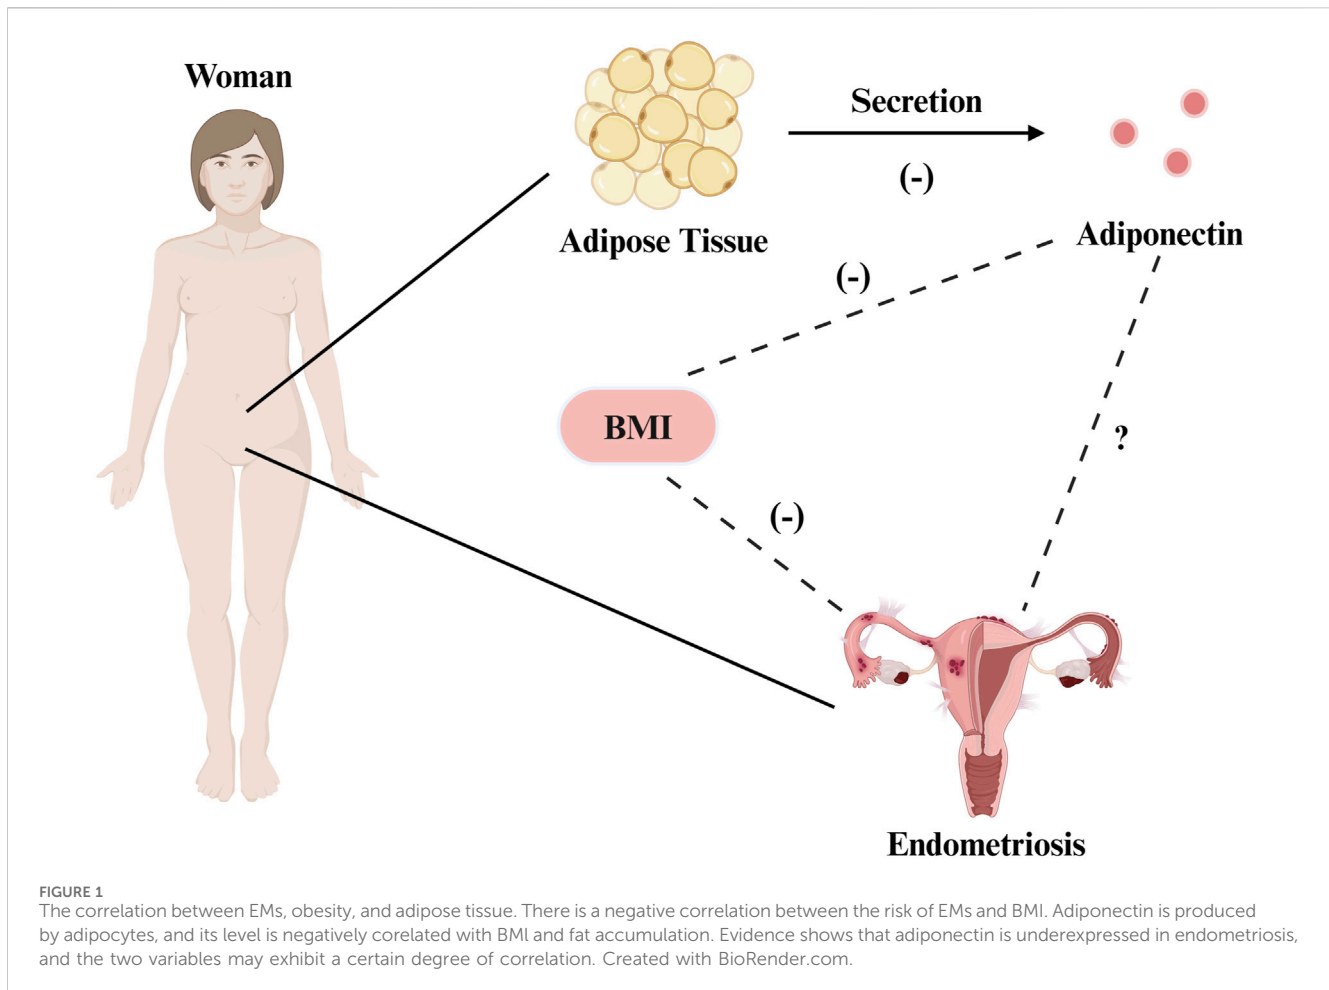 Woman
Secretion
(-)
Adipose Tissue
Adiponectin
(-)
BMI
?
(-)
Endometriosis
FIGURE 1
The correlation between EMs, obesity, and adipose tissue. There is a negative correlation between the risk of EMs and BMI. Adiponectin is produced
by adipocytes, and its level is negatively corelated with BMl and fat accumulation. Evidence shows that adiponectin is underexpressed in endometriosis,
and the two variables may exhibit a certain degree of correlation. Created with BioRender.com.